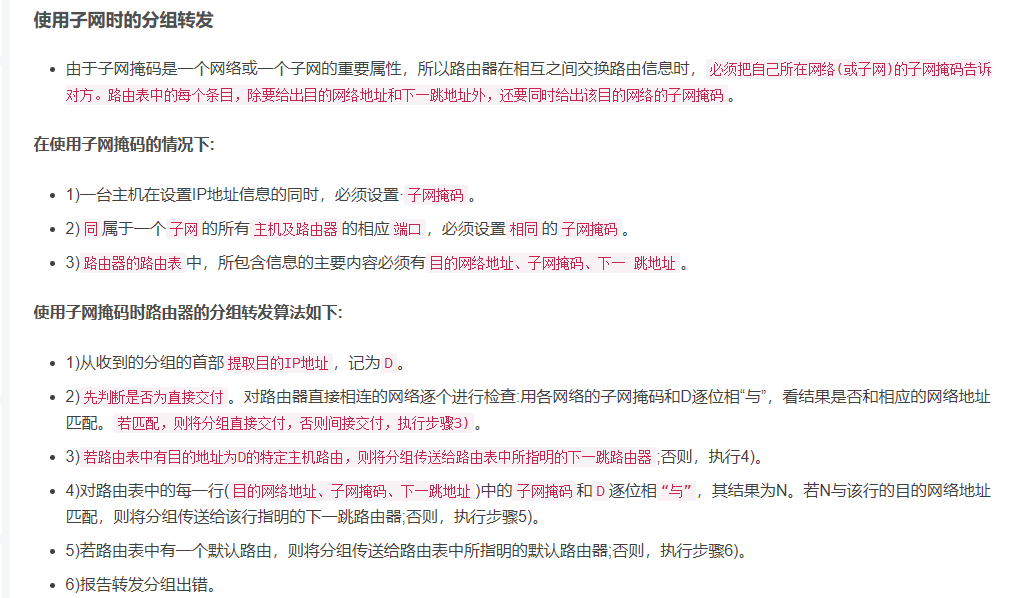 使用子网时的分组转发
由于子网掩码是一个网络或一个子网的重要属性，所以路由器在相互之间交换路由信息时，必须把自己所在网络(或子网)的子网掩码告诉
对方。路由表中的每个条目，除要给出目的网络地址和下一跳地址外，还要同时给出该目的网络的子网掩码。
在使用子网掩码的情况下:
1)一台主机在设置IP地址信息的同时，必须设置·子网掩码。
2)同属于一个子网的所有主机及路由器的相应端口，必须设置相同的子网掩码。
3)路由器的路由表中，所包含信息的主要内容必须有目的网络地址、子网掩码、下一 跳地址。
使用子网掩码时路由器的分组转发算法如下:
1)从收到的分组的首部提取目的IP地址，记为D。
2)先判断是否为直接交付。对路由器直接相连的网络逐个进行检查:用各网络的子网掩码和D逐位相“与”，看结果是否和相应的网络地址
匹配。若匹配，则将分组直接交付，否则间接交付，执行步骤3)。
3)若路由表中有目的地址为D的特定主机路由，则将分组传送给路由表中所指明的下一跳路由器;否则，执行4)。
4)对路由表中的每一行(目的网络地址、子网掩码、下一跳地址)中的子网掩码和D逐位相“与”，其结果为N。若N与该行的目的网络地址
匹配，则将分组传送给该行指明的下一跳路由器;否则，执行步骤5)。
5)若路由表中有一个默认路由，则将分组传送给路由表中所指明的默认路由器;否则，执行步骤6)。
6)报告转发分组出错。